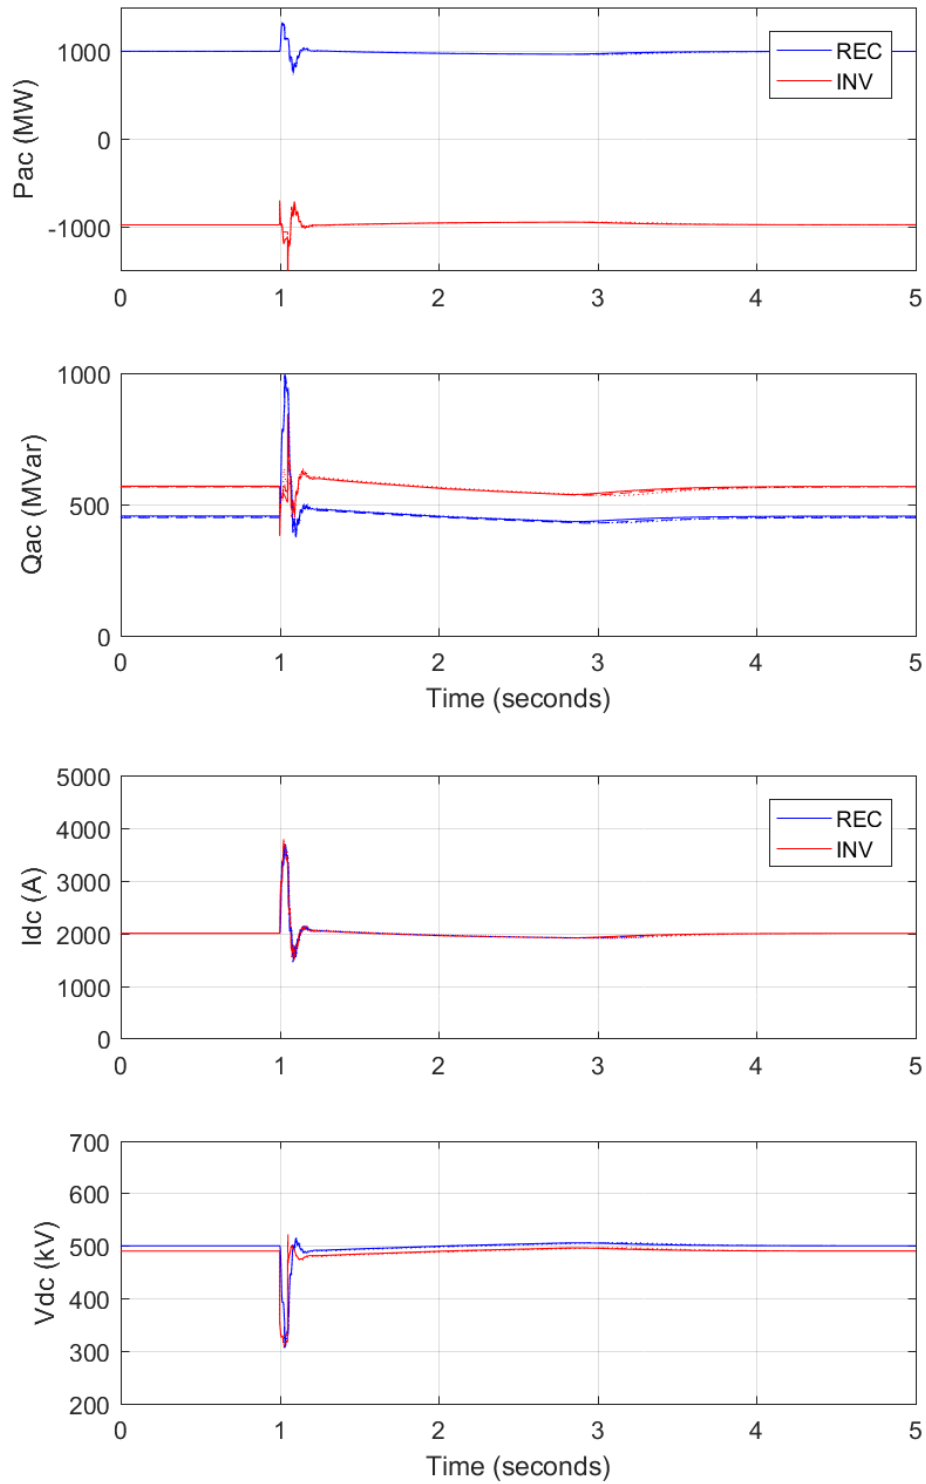 1000
0
-1000
Pac (MW)
REC
INV
0 1 2 3 4 5
1000
500
0
Qac (MVar)
0 1 2 3 4 5
Time (seconds)
5000
4000
3000
2000
1000
0
Idc (A)
REC
INV
0 1 2 3 4 5
700
600
500
400
300
200
Vdc (kV)
0 1 2 3 4 5
Time (seconds)